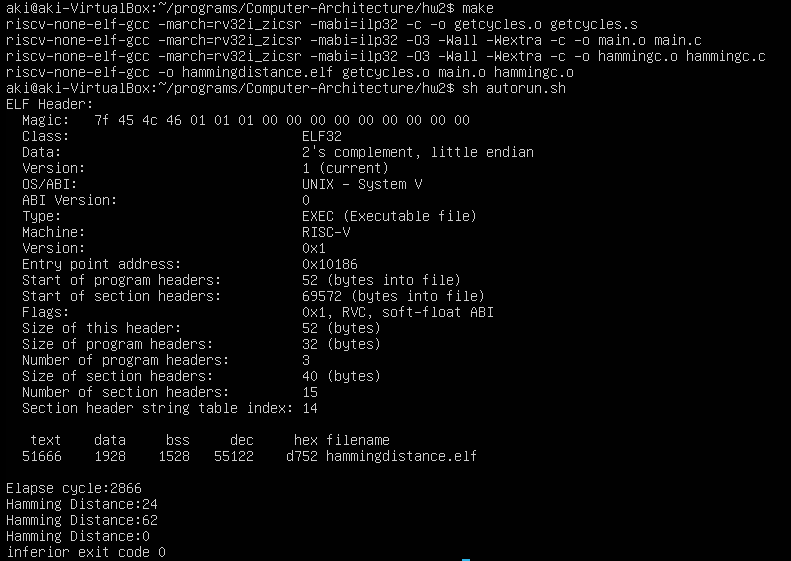 aki@aki-VirtualBox:~/programs/Computer-Architecture/hw2$ make
riscv-none-elf-gcc -march=rv32i_zicsr -mabi=ilp32 -c -o getcycles.o getcycles.s
riscv-none-elf-gcc -march=rv32i_zicsr -mabi=ilp32 -O3 -Wall -Wextra -c -o main.o main.c
riscv-none-elf-gcc -march=rv32i_zicsr -mabi=ilp32 -O3 -Wall -Wextra -c -o hammingc.o hammingc.c
riscv-none-elf-gcc -o hammingdistance.elf getcycles.o main.o hammingc.o
aki@aki-VirtualBox:~/programs/Computer-Architecture/hw2$ sh autorun.sh
ELF Header:
  Magic:   7f 45 4c 46 01 01 01 00 00 00 00 00 00 00 00 00
  Class:                             ELF32
  Data:                              2's complement, little endian
  Version:                           1 (current)
  OS/ABI:                            UNIX - System V
  ABI Version:                       0
  Type:                              EXEC (Executable file)
  Machine:                           RISC-V
  Version:                           0x1
  Entry point address:               0x10186
  Start of program headers:          52 (bytes into file)
  Start of section headers:          69572 (bytes into file)
  Flags:                             0x1, RVC, soft-float ABI
  Size of this header:               52 (bytes)
  Size of program headers:           32 (bytes)
  Number of program headers:         3
  Size of section headers:           40 (bytes)
  Number of section headers:         15
  Section header string table index: 14
   text    data     bss     dec     hex filename
  51666    1928    1528   55122    d752 hammingdistance.elf
Elapse cycle:2866
Hamming Distance:24
Hamming Distance:62
Hamming Distance:0
inferior exit code 0